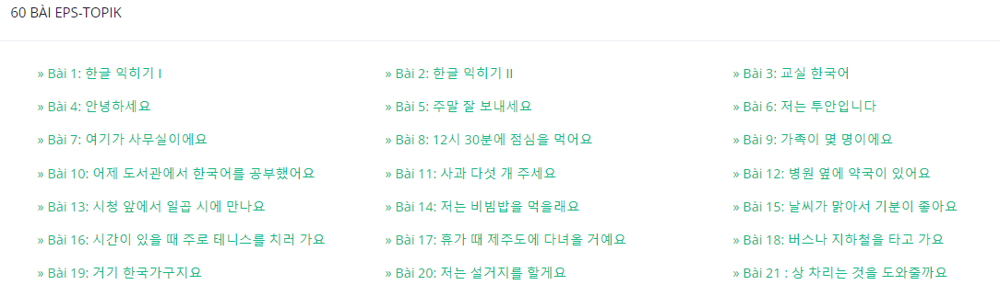 60 BÀI EPS-TOPIK
» Bài 1: 한글 익히기 I
» Bài 2: 한글 익히기 II
» Bài 3: 교실 한국어
» Bài 4: 안녕하세요
» Bài 5: 주말 잘 보내세요
» Bài 6: 저는 투안입니다
» Bài 7: 여기가 사무실이에요
» Bài 8: 12시 30분에 점심을 먹어요
» Bài 9: 가족이 몇 명이에요
» Bài 10: 어제 도서관에서 한국어를 공부했어요
» Bài 11: 사과 다섯 개 주세요
» Bài 12: 병원 옆에 약국이 있어요
» Bài 13: 시청 앞에서 일곱 시에 만나요
» Bài 14: 저는 비빔밥을 먹을래요
» Bài 15: 날씨가 맑아서 기분이 좋아요
» Bài 16: 시간이 있을 때 주로 테니스를 치러 가요
» Bài 17: 휴가 때 제주도에 다녀올 거예요
» Bài 18: 버스나 지하철을 타고 가요
» Bài 19: 거기 한국가구지요
» Bài 20: 저는 설거지를 할게요
» Bài 21 : 상 차리는 것을 도와줄까요